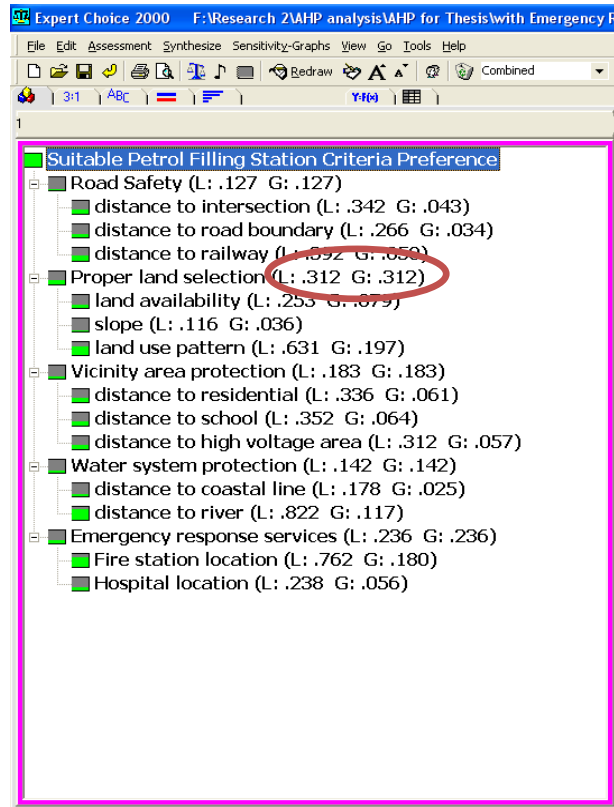 Expert Choice 2000 F:\Research 2\AHP analysis\AHP for Thesis\with Emergency R
File Edit Assessment Synthesize Sensitivity-Graphs View Go Tools Help
Redraw A A Combined
3:1 ABC Y=f(x)
1
Suitable Petrol Filling Station Criteria Preference
Road Safety (L: .127 G: .127)
distance to intersection (L: .342 G: .043)
distance to road boundary (L: .266 G: .034)
distance to railway (L: .392 G: .050)
Proper land selection (L: .312 G: .312)
land availability (L: .253 G: .079)
slope (L: .116 G: .036)
land use pattern (L: .631 G: .197)
Vicinity area protection (L: .183 G: .183)
distance to residential (L: .336 G: .061)
distance to school (L: .352 G: .064)
distance to high voltage area (L: .312 G: .057)
Water system protection (L: .142 G: .142)
distance to coastal line (L: .178 G: .025)
distance to river (L: .822 G: .117)
Emergency response services (L: .236 G: .236)
Fire station location (L: .762 G: .180)
Hospital location (L: .238 G: .056)